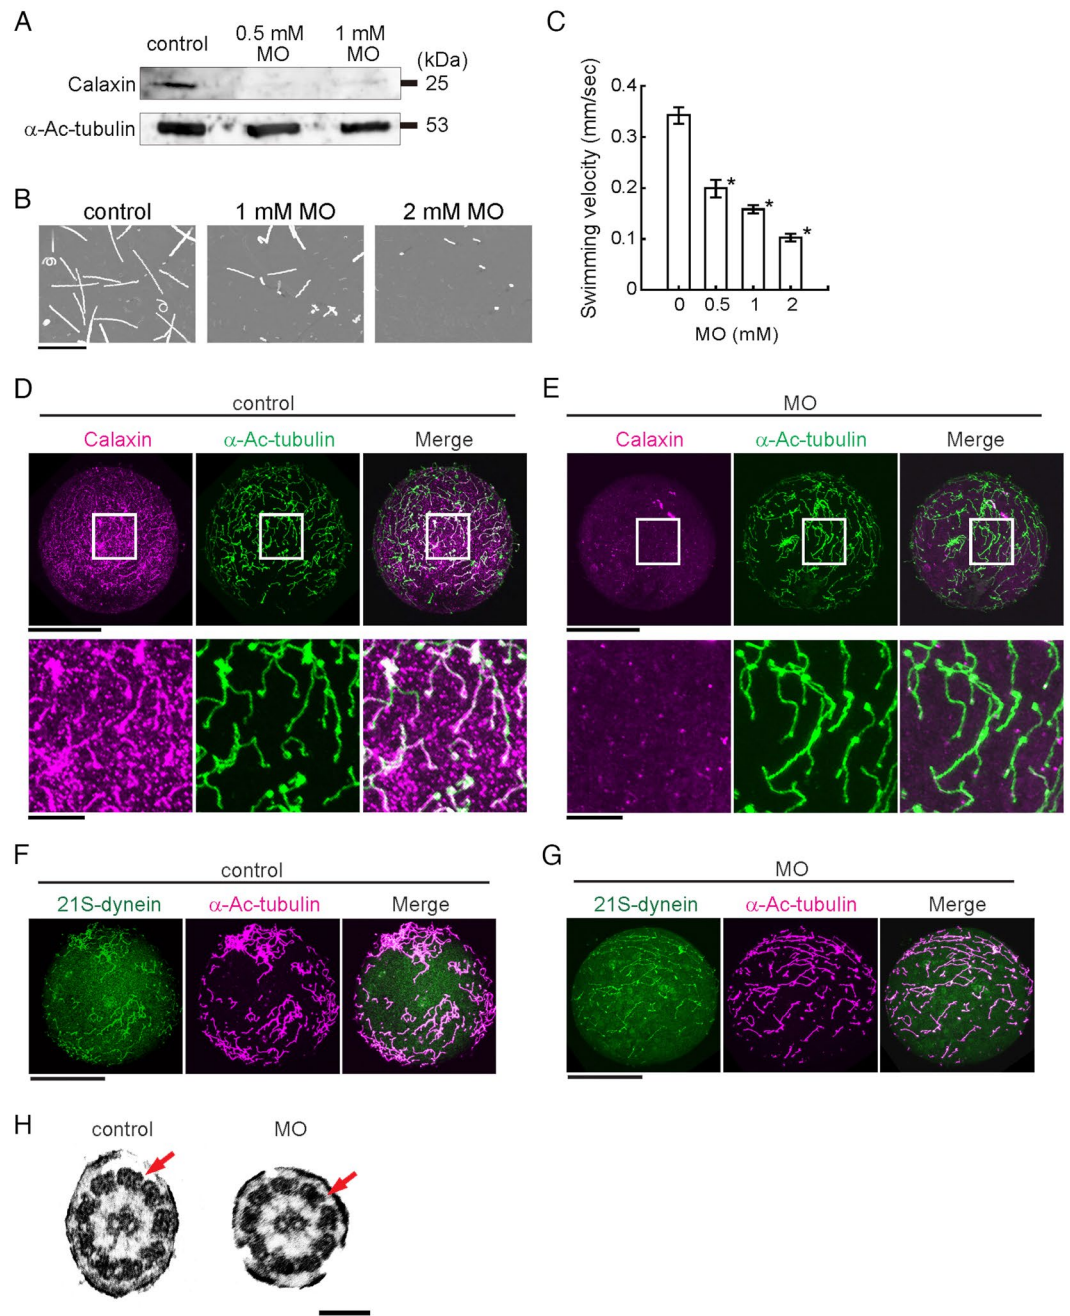 A
control
0.5 mM
MO
1 mM
MO
(kDa)
Calaxin
25
α-Ac-tubulin
53
B
control
1 mM MO
2 mM MO
C
Swimming velocity (mm/sec)
0.4
0.3
0.2
0.1
0
*
*
*
0 0.5 1 2
MO (mM)
D
control
Calaxin α-Ac-tubulin Merge
E
MO
Calaxin α-Ac-tubulin Merge
F
control
21S-dynein α-Ac-tubulin Merge
G
MO
21S-dynein α-Ac-tubulin Merge
H
control
MO